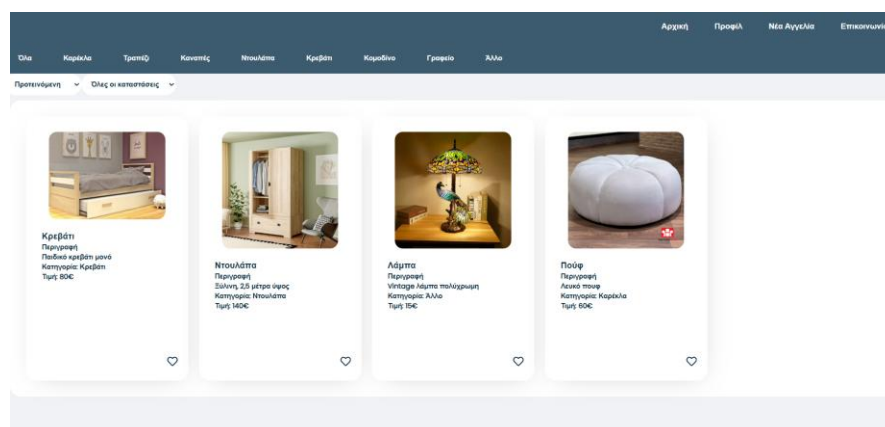 Αρχική Προφίλ Νέα Αγγελία Επικοινωνία
Όλα Καρέκλα Τραπέζι Καναπές Ντουλάπα Κρεβάτι Κομοδίνο Γραφείο Άλλο
Προτεινόμενη Όλες οι καταστάσεις
Κρεβάτι
Περιγραφή
Παιδικό κρεβάτι μονό
Κατηγορία: Κρεβάτι
Τιμή: 80€
Ντουλάπα
Περιγραφή
Ξύλινη, 2,5 μέτρα ύψος
Κατηγορία: Ντουλάπα
Τιμή: 140€
Λάμπα
Περιγραφή
Vintage λάμπα πολύχρωμη
Κατηγορία: Άλλο
Τιμή: 15€
Πούφ
Περιγραφή
Λευκό πουφ
Κατηγορία: Καρέκλα
Τιμή: 60€